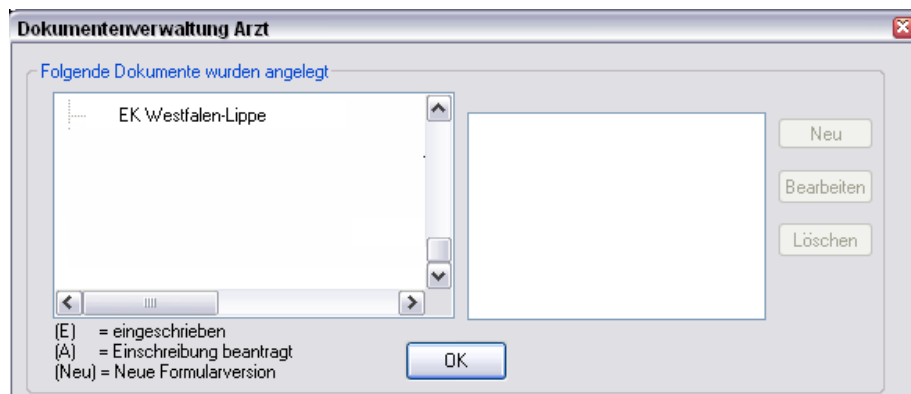 Dokumentenverwaltung Arzt
Folgende Dokumente wurden angelegt
EK Westfalen-Lippe
Neu
Bearbeiten
Löschen
(E) = eingeschrieben
(A) = Einschreibung beantragt
(Neu) = Neue Formularversion
OK